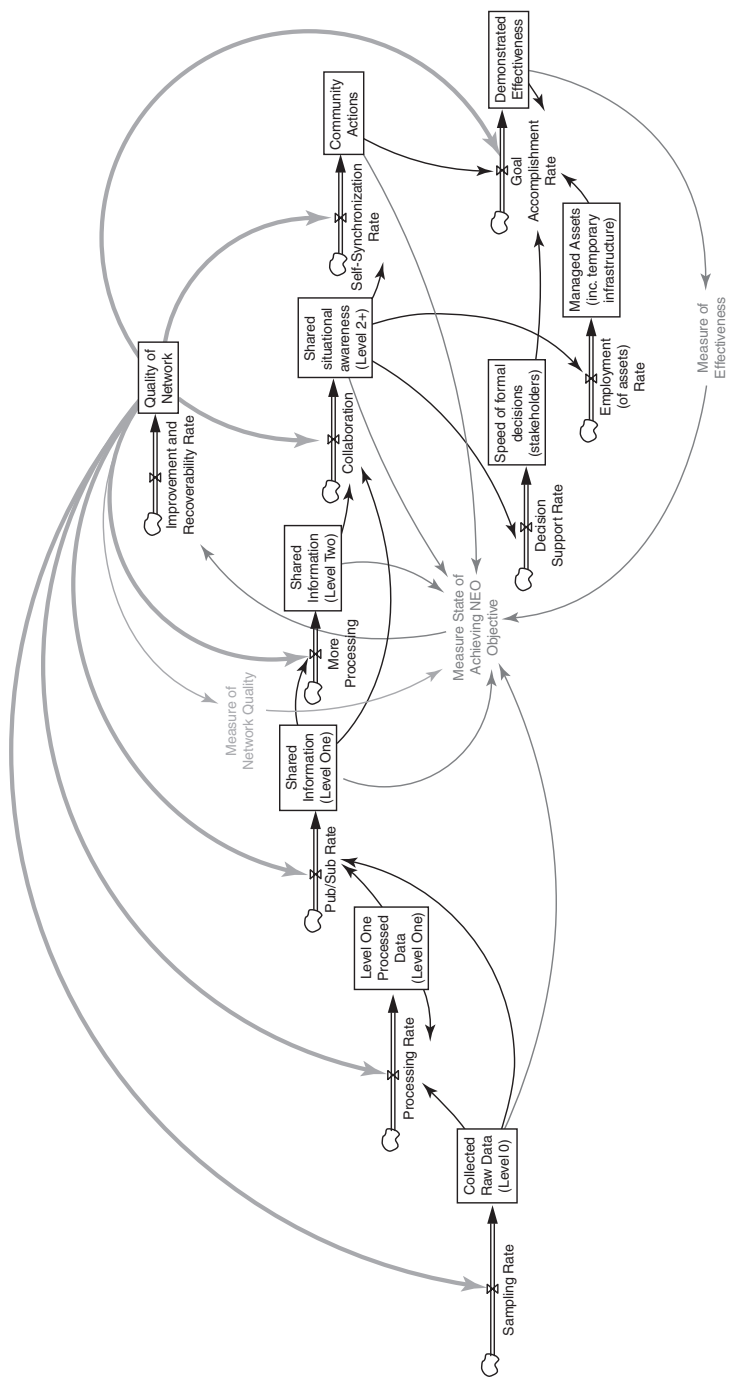 Quality of
Network
Improvement and
Recoverability Rate
Community
Actions
Self-Synchronization
Rate
Demonstrated
Effectiveness
Goal
Accomplishment
Rate
Shared
situational
awareness
(Level 2+)
Collaboration
Managed Assets
(inc. temporary
infrastructure)
Employment
(of assets)
Rate
Speed of formal
decisions
(stakeholders)
Decision
Support Rate
Measure of
Effectiveness
Shared
Information
(Level Two)
More
Processing
Measure State of
Achieving NEO
Objective
Measure of
Network Quality
Shared
Information
(Level One)
Pub/Sub Rate
Level One
Processed
Data
(Level One)
Processing Rate
Collected
Raw Data
(Level 0)
Sampling Rate